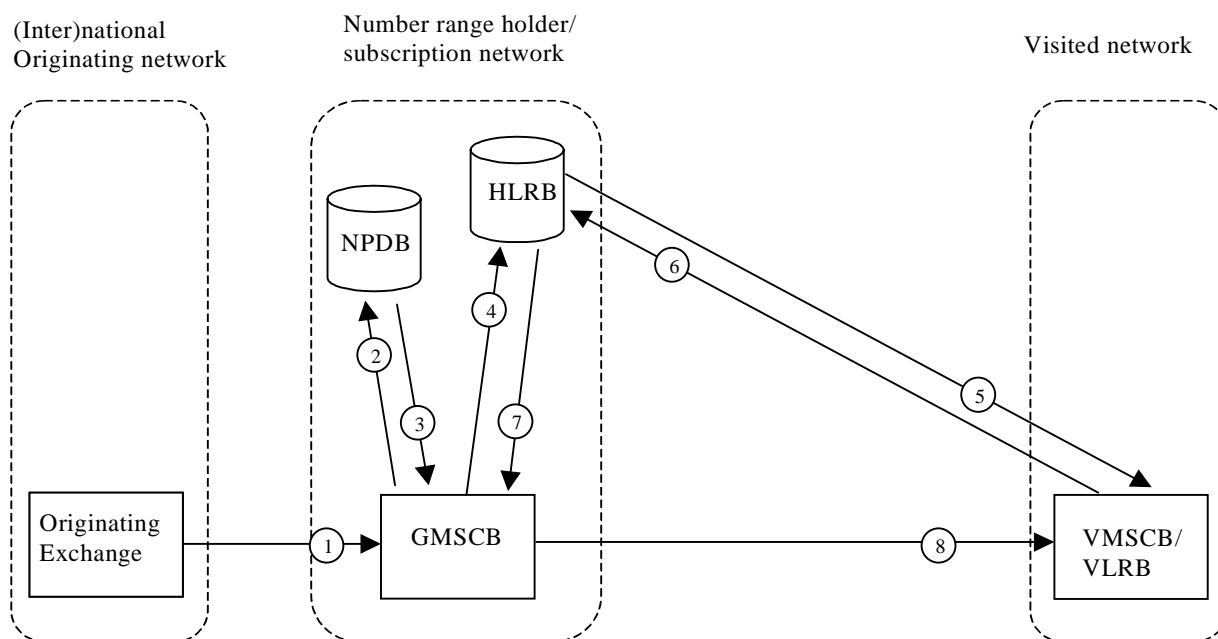 (Inter)national
Originating network
Number range holder/
subscription network
Visited network
HLRB
NPDB
6
4
2
5
3
7
Originating
Exchange
1
GMSCB
8
VMSCB/
VLRB